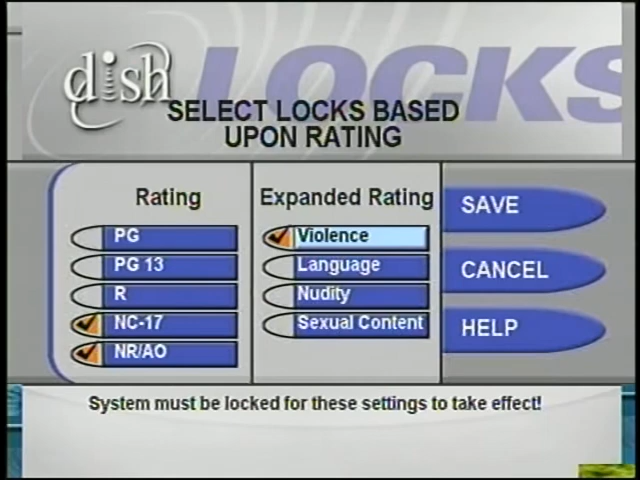 dish
LOCKS
SELECT LOCKS BASED
UPON RATING
Rating
PG
PG 13
R
NC-17
NR/AO
Expanded Rating
Violence
Language
Nudity
Sexual Content
SAVE
CANCEL
HELP
System must be locked for these settings to take effect!